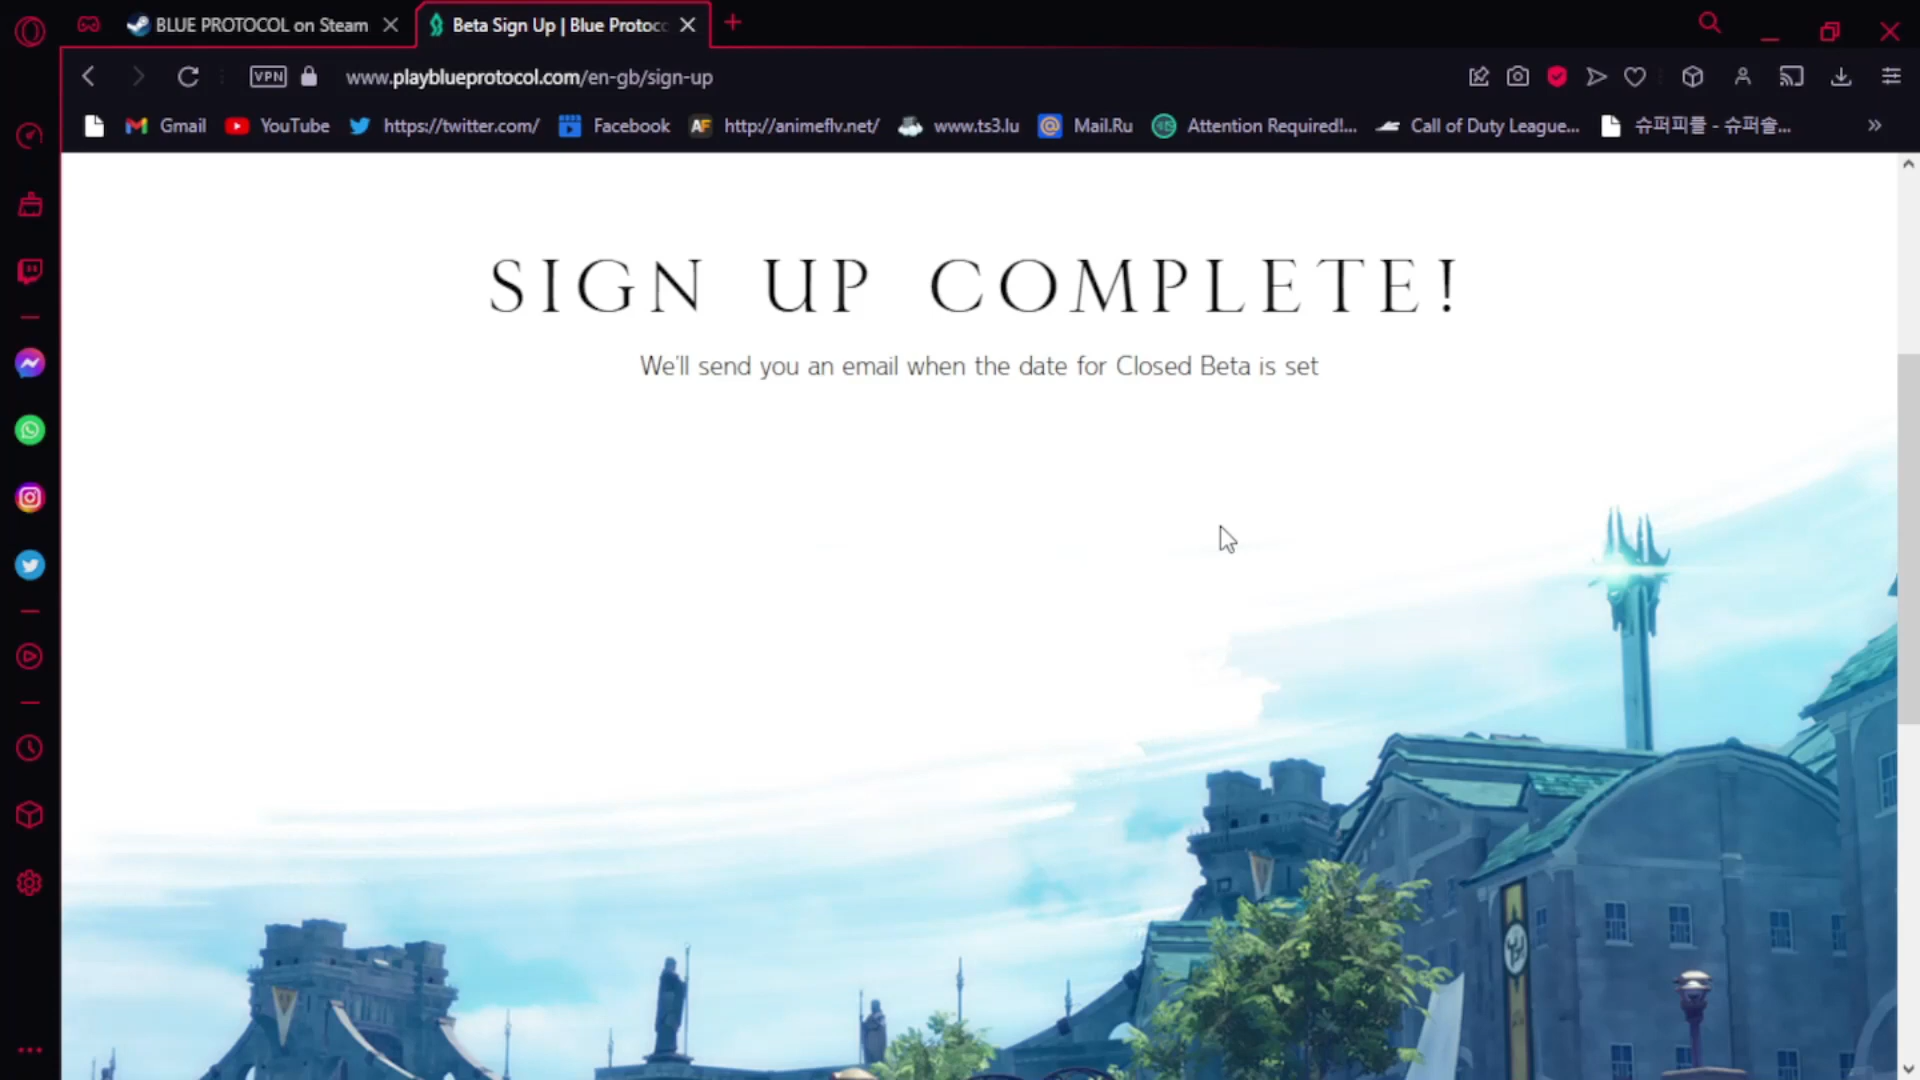 BLUE PROTOCOL on Steam
Beta Sign Up | Blue Protoc
VPN
www.playblueprotocol.com/en-gb/sign-up
Gmail
YouTube
https://twitter.com/
Facebook
AF
http://animeflv.net/
www.ts3.lu
Mail.Ru
Attention Required!...
Call of Duty League...
슈퍼피플 - 슈퍼솔...
SIGN UP COMPLETE!
We'll send you an email when the date for Closed Beta is set